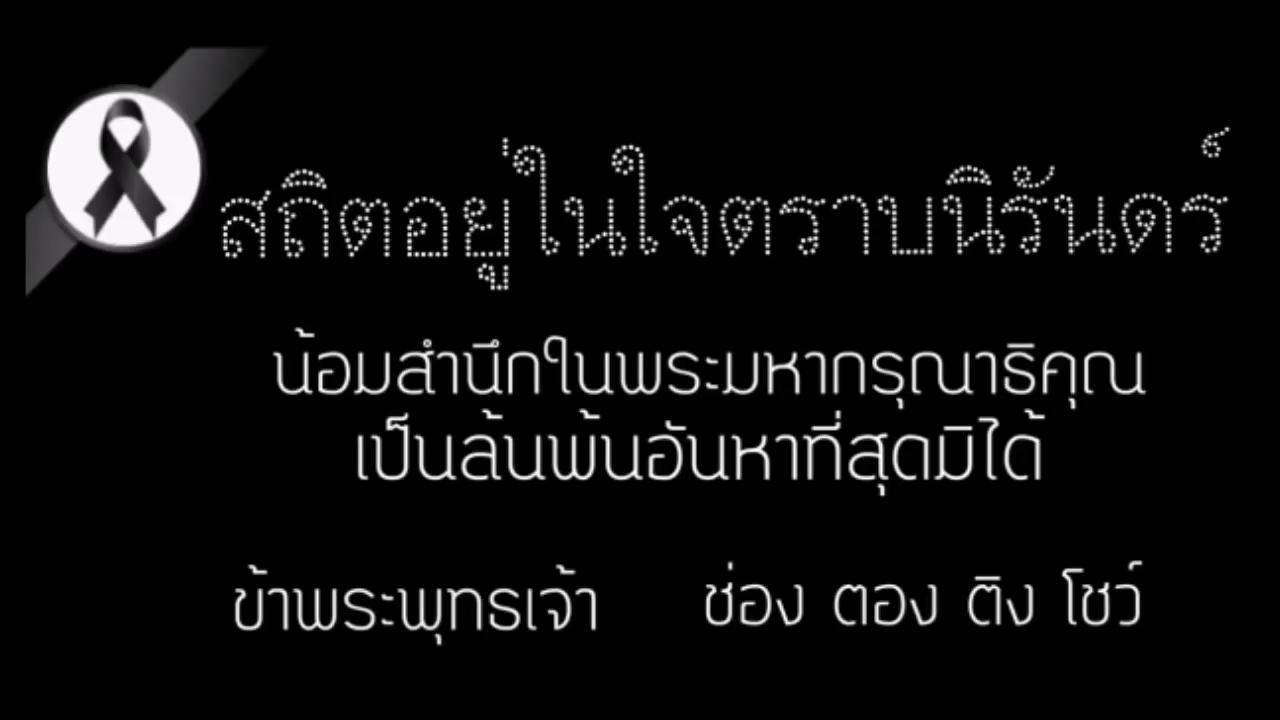 สถิตอยู่ในใจตราบนิรันดร์
น้อมสำนึกในพระมหากรุณาธิคุณ
เป็นล้นพ้นอันหาที่สุดมิได้
ข้าพระพุทธเจ้า ช่อง ตอง ติง โชว์